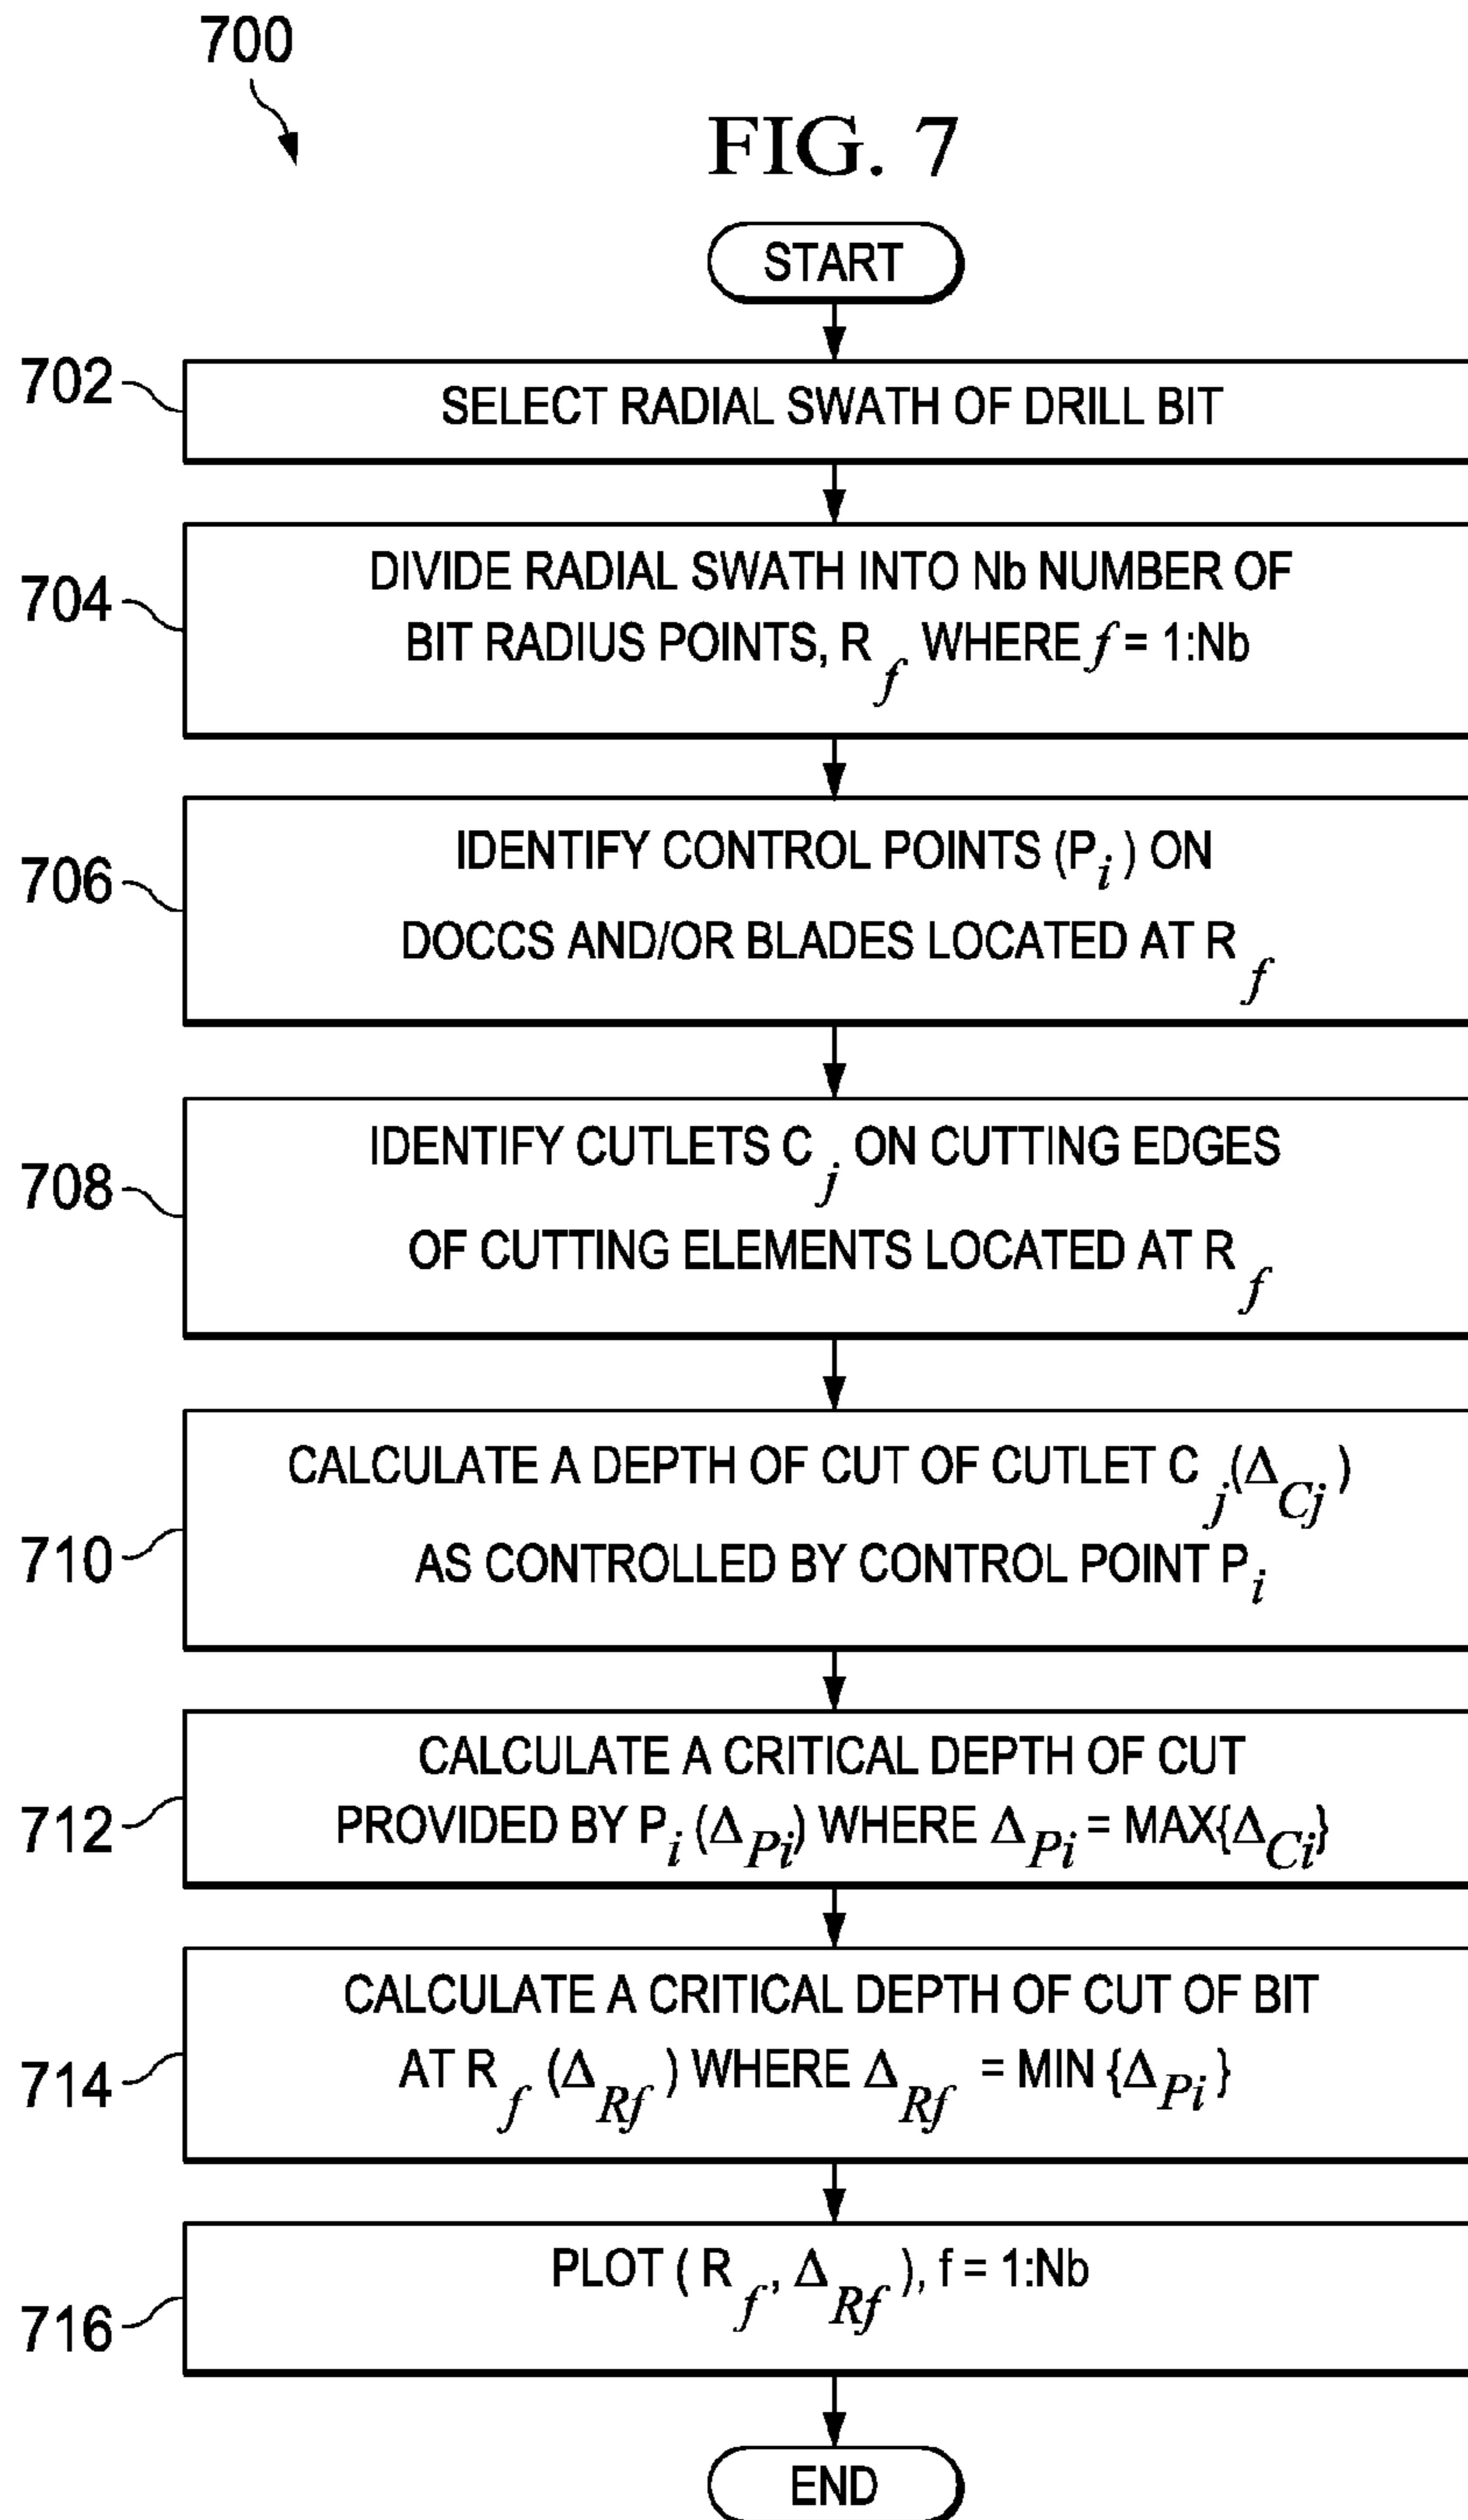 700
FIG. 7
START
702
SELECT RADIAL SWATH OF DRILL BIT
704
DIVIDE RADIAL SWATH INTO Nb NUMBER OF
BIT RADIUS POINTS, R f WHERE f = 1:Nb
706
IDENTIFY CONTROL POINTS (P i ) ON
DOCCS AND/OR BLADES LOCATED AT R f
708
IDENTIFY CUTLETS C j ON CUTTING EDGES
OF CUTTING ELEMENTS LOCATED AT R f
710
CALCULATE A DEPTH OF CUT OF CUTLET C j (Δ Cj )
AS CONTROLLED BY CONTROL POINT P i
712
CALCULATE A CRITICAL DEPTH OF CUT
PROVIDED BY P i (Δ Pi ) WHERE Δ Pi = MAX{Δ Ci }
714
CALCULATE A CRITICAL DEPTH OF CUT OF BIT
AT R f (Δ Rf ) WHERE Δ Rf = MIN {Δ Pi }
716
PLOT ( R f , Δ Rf ), f = 1:Nb
END